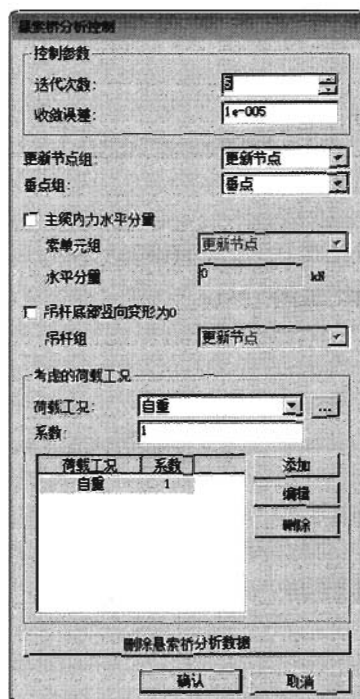 悬索桥分析控制
控制参数
迭代次数: 5
收敛误差: 1e-005
更新节点组: 更新节点
垂点组: 垂点
主缆内力水平分量
索单元组 更新节点
水平分量 0 kN
吊杆底部竖向变形为0
吊杆组 更新节点
考虑的荷载工况
荷载工况: 自重 ...
系数: 1
荷载工况 系数 添加
自重 1 编辑
删除
删除悬索桥分析数据
确认 取消